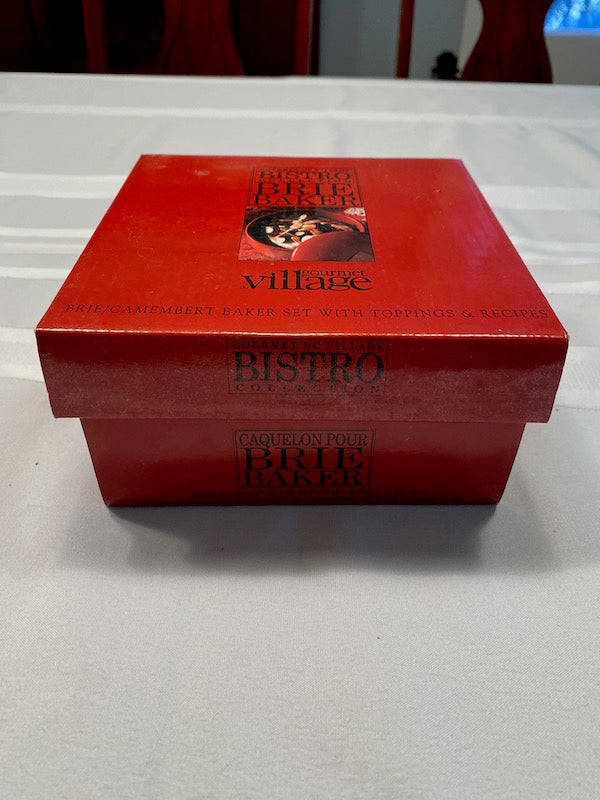 BISTRO
BRIE
BAKER
gourmet
du village
BRIE/CAMEMBERT BAKER SET WITH TOPPINGS & RECIPES
GOURMET DU VILLAGE
BISTRO
COLLECTION
CAQUELON POUR
BRIE
BAKER